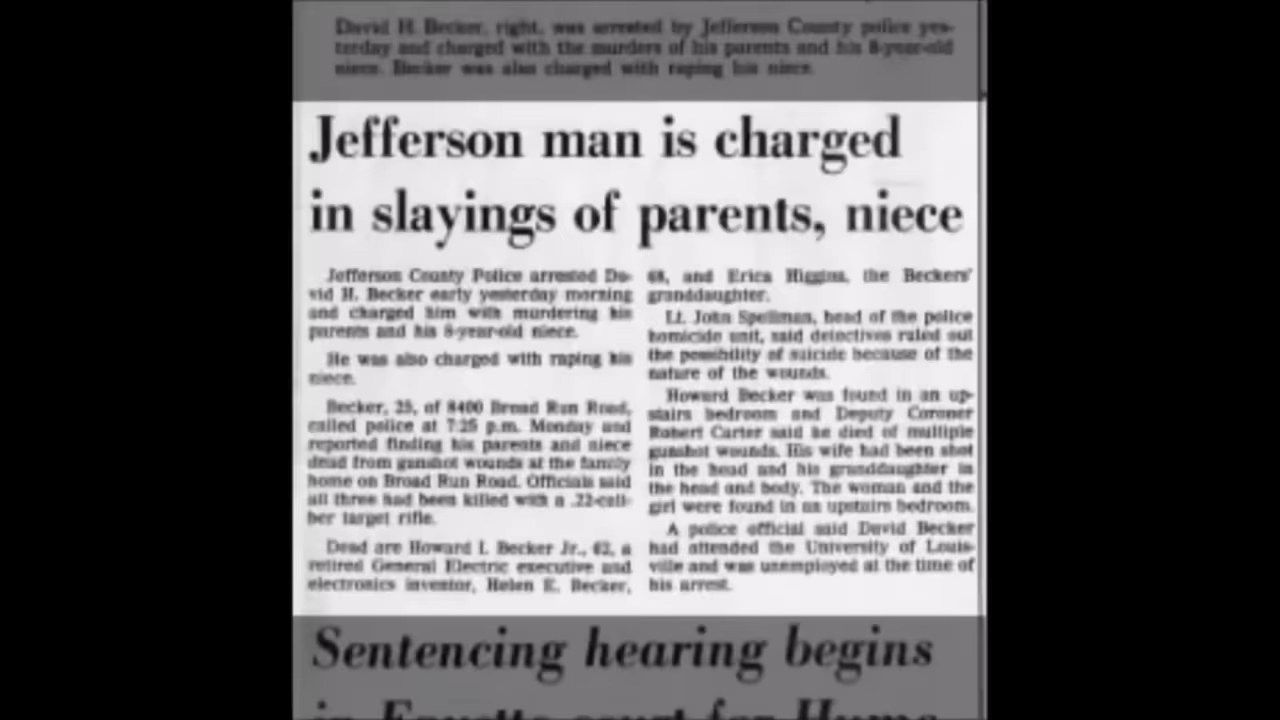 David H. Becker, right, was arrested by Jefferson County police yes-
terday and charged with the murders of his parents and his 8-year-old
niece. Becker was also charged with raping his niece.
Jefferson man is charged
in slayings of parents, niece
Jefferson County Police arrested Da-
vid H. Becker early yesterday morning
and charged him with murdering his
parents and his 8-year-old niece.
He was also charged with raping his
niece.
Becker, 25, of 8400 Broad Run Road,
called police at 7:25 p.m. Monday and
reported finding his parents and niece
dead from gunshot wounds at the family
home on Broad Run Road. Officials said
all three had been killed with a .22-cali-
ber target rifle.
Dead are Howard I. Becker Jr., 62, a
retired General Electric executive and
electronics inventor, Helen E. Becker,
68, and Erica Higgins, the Beckers'
granddaughter.
Lt. John Spellman, head of the police
homicide unit, said detectives ruled out
the possibility of suicide because of the
nature of the wounds.
Howard Becker was found in an up-
stairs bedroom and Deputy Coroner
Robert Carter said he died of multiple
gunshot wounds. His wife had been shot
in the head and his granddaughter in
the head and body. The woman and the
girl were found in an upstairs bedroom.
A police official said David Becker
had attended the University of Louis-
ville and was unemployed at the time of
his arrest.
Sentencing hearing begins
in Fayette court for Hume